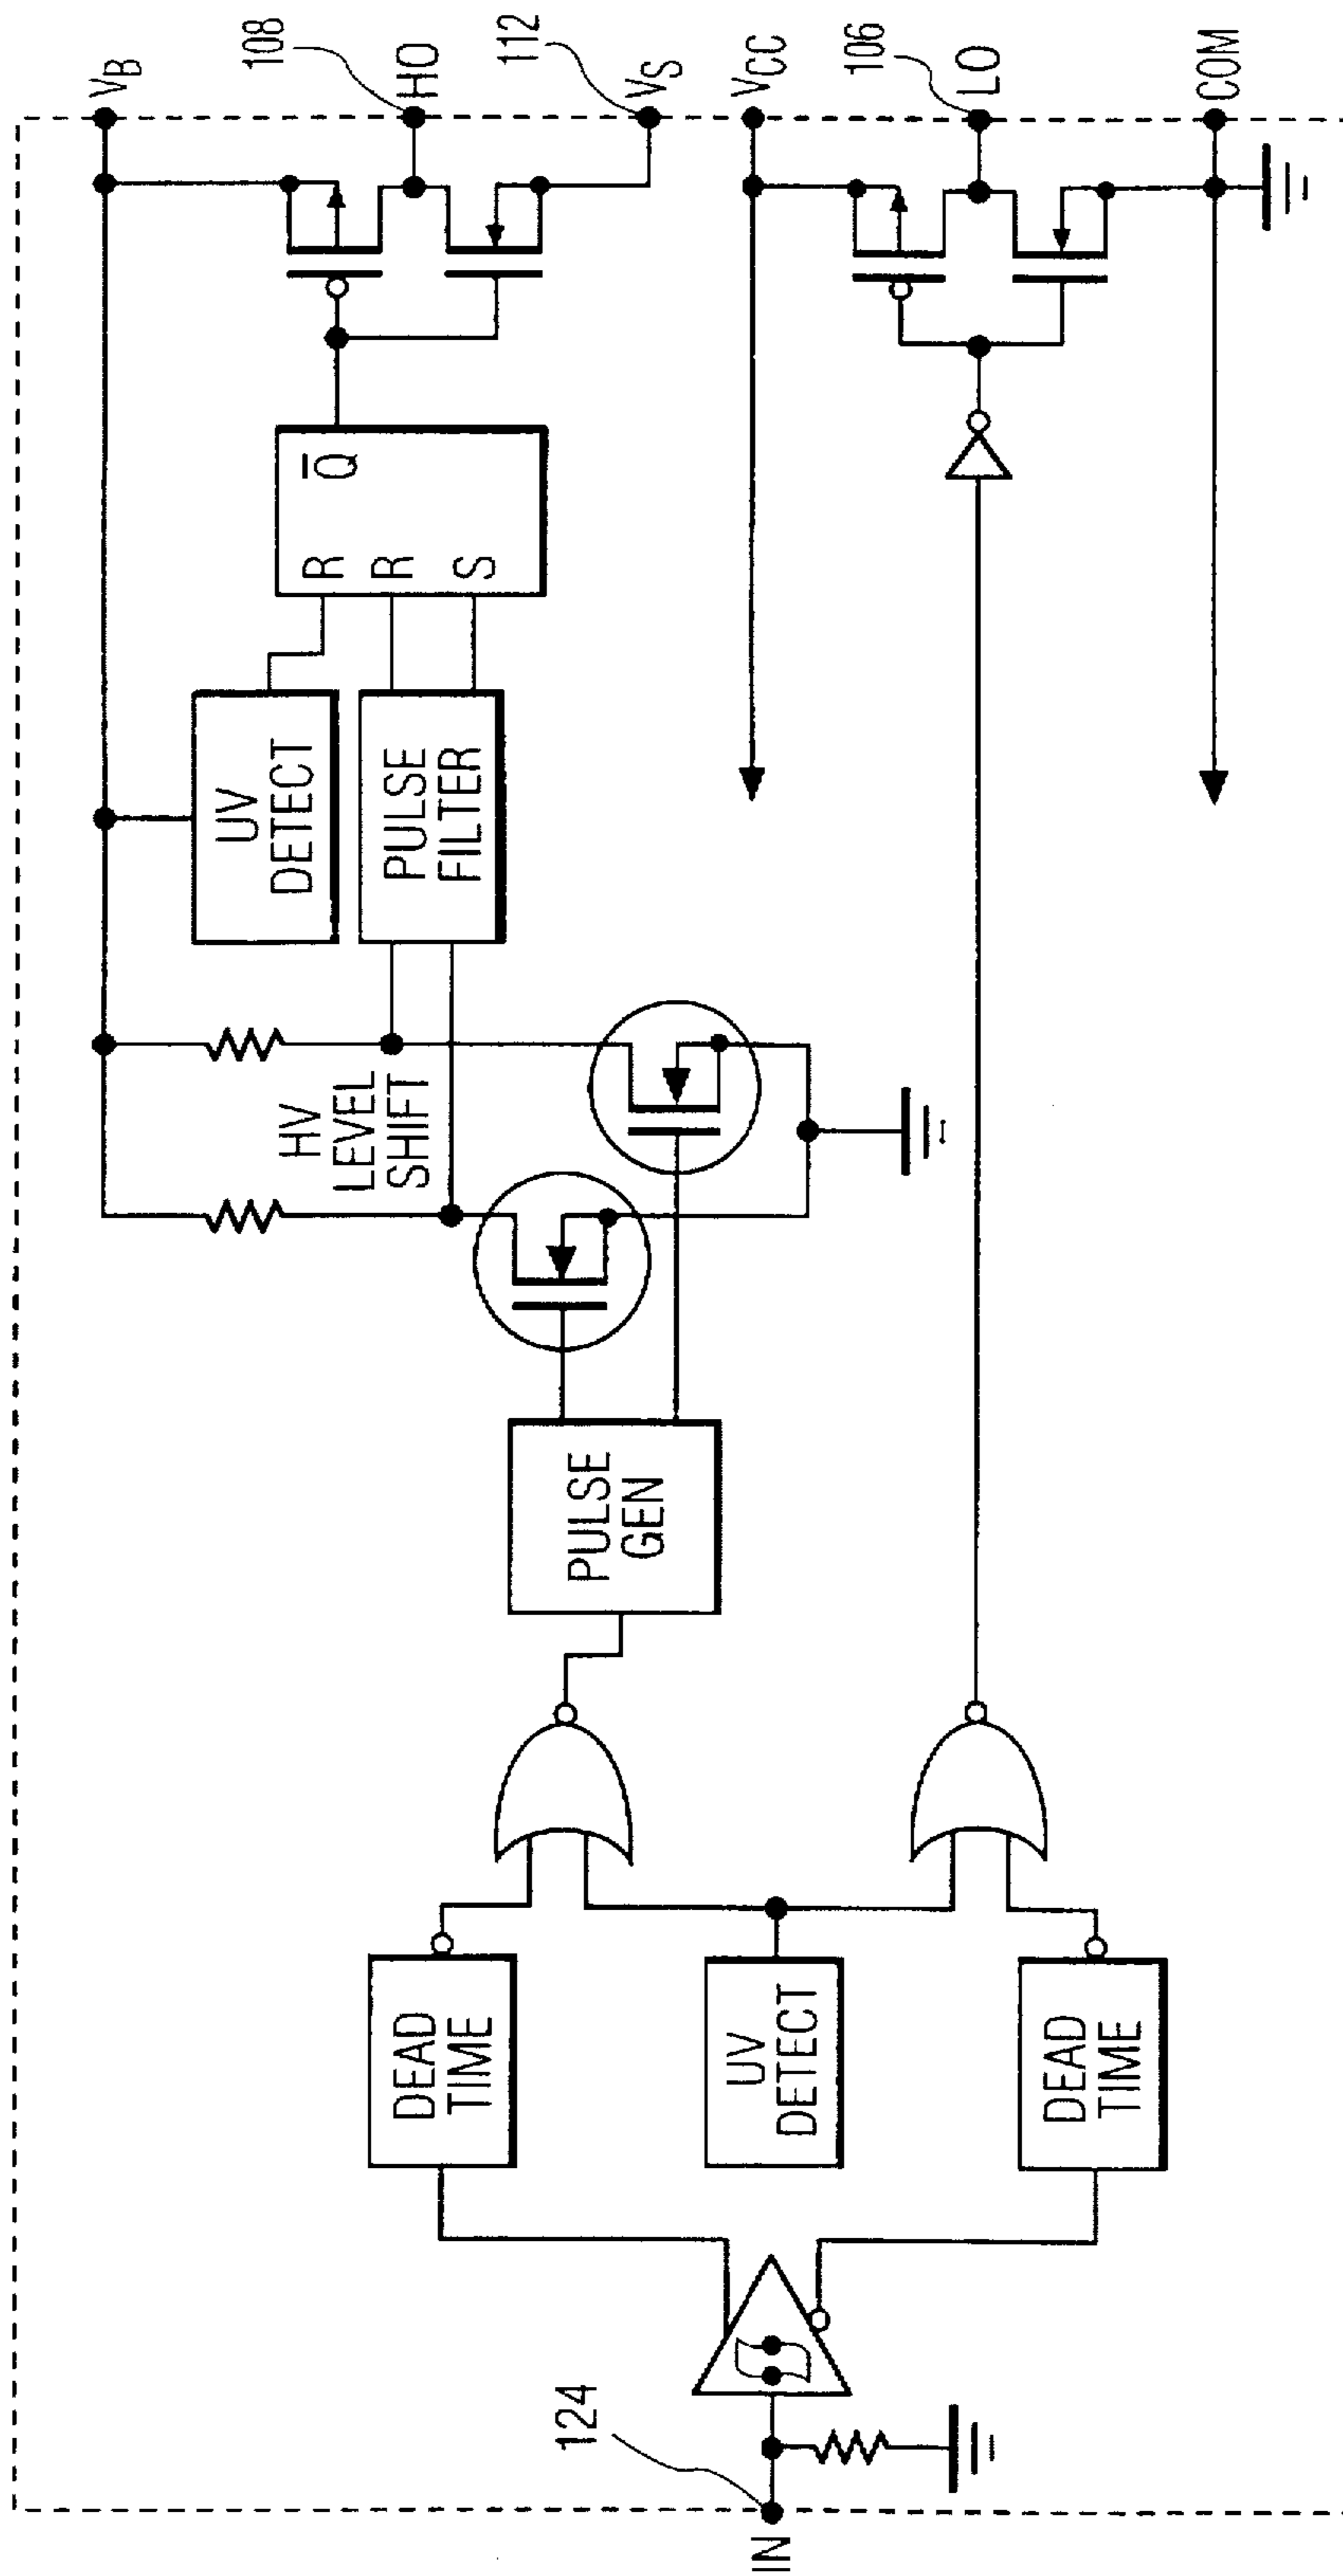 V_B
108
HO
112
V_S
V_CC
106
LO
COM
UV
DETECT
PULSE
FILTER
R
R
S
Q̅
HV
LEVEL
SHIFT
PULSE
GEN
DEAD
TIME
UV
DETECT
DEAD
TIME
124
IN